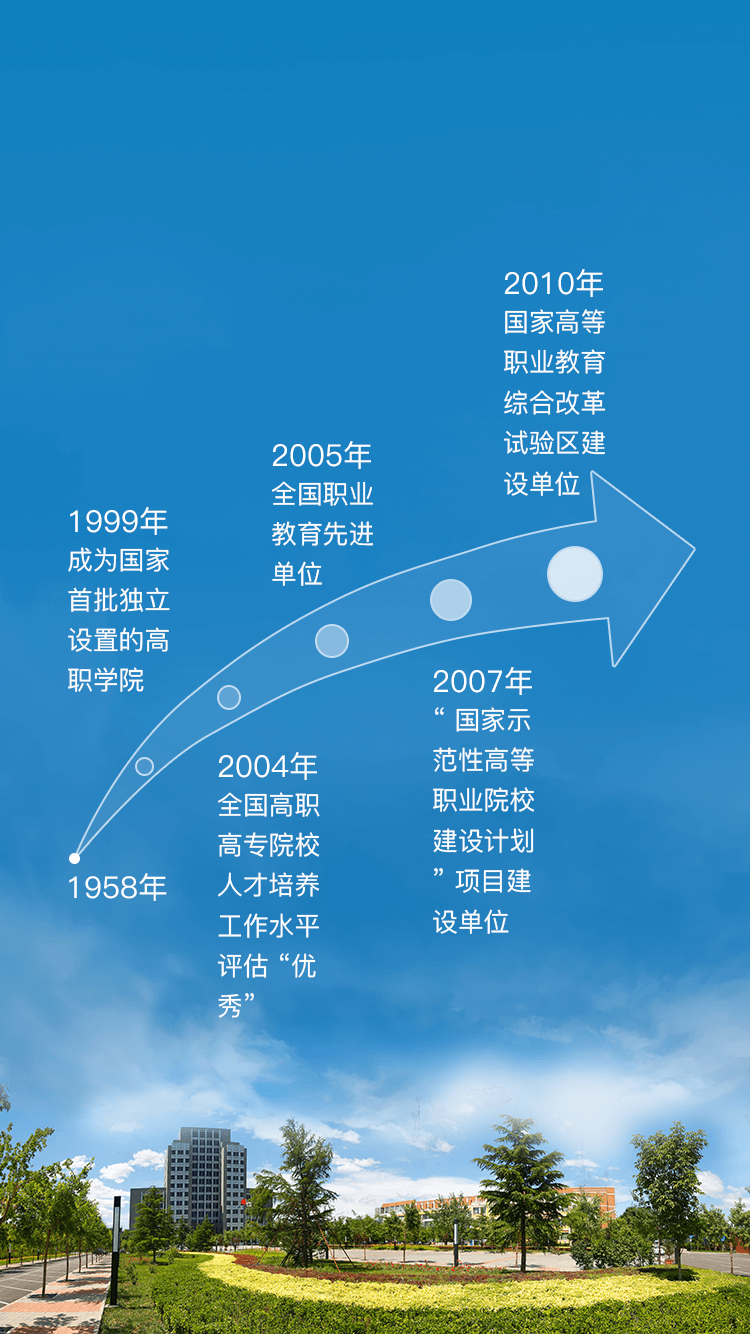 1958年
1999年
成为国家
首批独立
设置的高
职学院
2004年
全国高职
高专院校
人才培养
工作水平
评估“优
秀”
2005年
全国职业
教育先进
单位
2007年
“ 国家示
范性高等
职业院校
建设计划
” 项目建
设单位
2010年
国家高等
职业教育
综合改革
试验区建
设单位